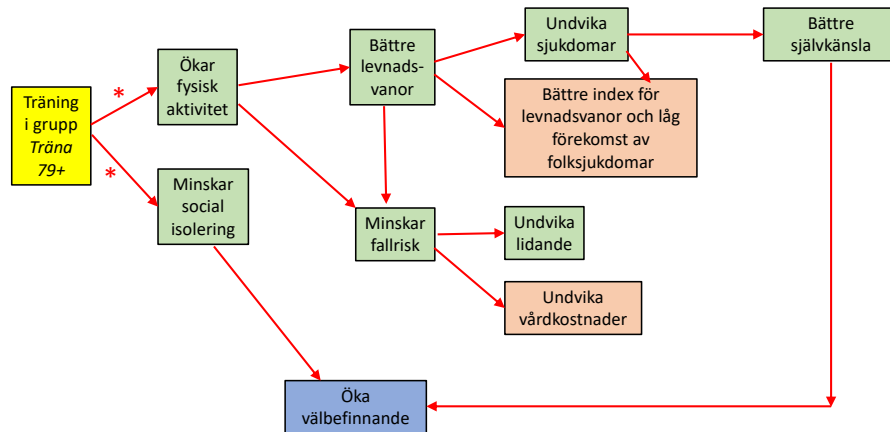 Träning
i grupp
Träna
79+
*
*
Ökar
fysisk
aktivitet
Minskar
social
isolering
Bättre
levnads-
vanor
Minskar
fallrisk
Undvika
sjukdomar
Bättre index för
levnadsvanor och låg
förekomst av
folksjukdomar
Undvika
lidande
Undvika
vårdkostnader
Bättre
självkänsla
Öka
välbefinnande